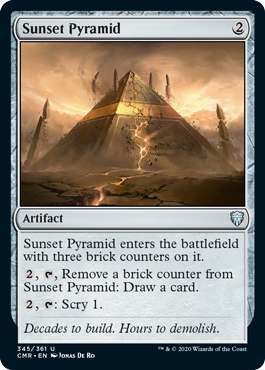 Sunset Pyramid 2
Artifact
Sunset Pyramid enters the battlefield
with three brick counters on it.
2, , Remove a brick counter from
Sunset Pyramid: Draw a card.
2, : Scry 1.
Decades to build. Hours to demolish.
345/361 U
CMR • EN Jonas De Ro
™ & © 2020 Wizards of the Coast